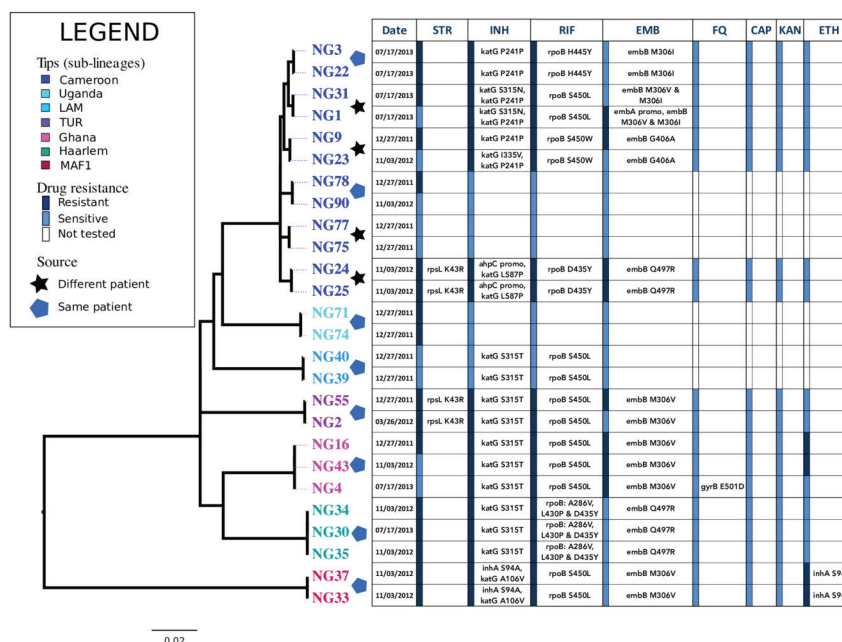 LEGEND
Tips (sub-lineages)
Cameroon
Uganda
LAM
TUR
Ghana
Haarlem
MAF1
Drug resistance
Resistant
Sensitive
Not tested
Source
Different patient
Same patient
Date STR INH RIF EMB FQ CAP KAN ETH
NG3 07/17/2013 katG P241P rpoB H445Y embB M306I
NG22 07/17/2013 katG P241P rpoB H445Y embB M306I
NG31 07/17/2013 katG S315N, katG P241P rpoB S450L embB M306V & M306I
NG1 07/17/2013 katG S315N, katG P241P rpoB S450L embA promo, embB M306V & M306I
NG9 12/27/2011 katG P241P rpoB S450W embB G406A
NG23 11/03/2012 katG I335V, katG P241P rpoB S450W embB G406A
NG78 12/27/2011
NG90 11/03/2012
NG77 12/27/2011
NG75 12/27/2011
NG24 11/03/2012 rpsL K43R ahpC promo, katG L587P rpoB D435Y embB Q497R
NG25 11/03/2012 rpsL K43R ahpC promo, katG L587P rpoB D435Y embB Q497R
NG71 12/27/2011
NG74 12/27/2011
NG40 12/27/2011 katG S315T rpoB S450L
NG39 12/27/2011 katG S315T rpoB S450L
NG55 12/27/2011 rpsL K43R katG S315T rpoB S450L embB M306V
NG2 03/26/2012 rpsL K43R katG S315T rpoB S450L embB M306V
NG16 12/27/2011 katG S315T rpoB S450L embB M306V
NG43 11/03/2012 katG S315T rpoB S450L embB M306V
NG4 07/17/2013 katG S315T rpoB S450L embB M306V gyrB E501D
NG34 11/03/2012 katG S315T rpoB: A286V, L430P & D435Y embB Q497R
NG30 07/17/2013 katG S315T rpoB: A286V, L430P & D435Y embB Q497R
NG35 11/03/2012 katG S315T rpoB: A286V, L430P & D435Y embB Q497R
NG37 11/03/2012 inhA S94A, katG A106V rpoB S450L embB M306V inhA S94
NG33 11/03/2012 inhA S94A, katG A106V rpoB S450L embB M306V inhA S94
0.02